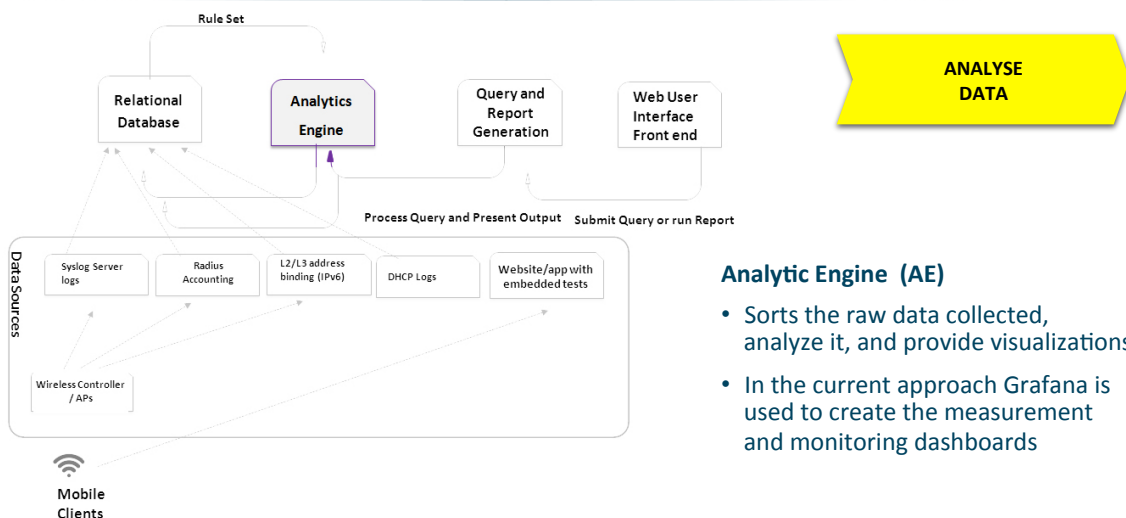 Rule Set
ANALYSE
DATA
Relational
Database
Analytics
Engine
Query and
Report
Generation
Web User
Interface
Front end
Process Query and Present Output
Submit Query or run Report
Data Sources
Syslog Server
logs
Radius
Accounting
L2/L3 address
binding (IPv6)
DHCP Logs
Website/app with
embedded tests
Wireless Controller
/ APs
Mobile
Clients
Analytic Engine (AE)
• Sorts the raw data collected,
analyze it, and provide visualizations
• In the current approach Grafana is
used to create the measurement
and monitoring dashboards